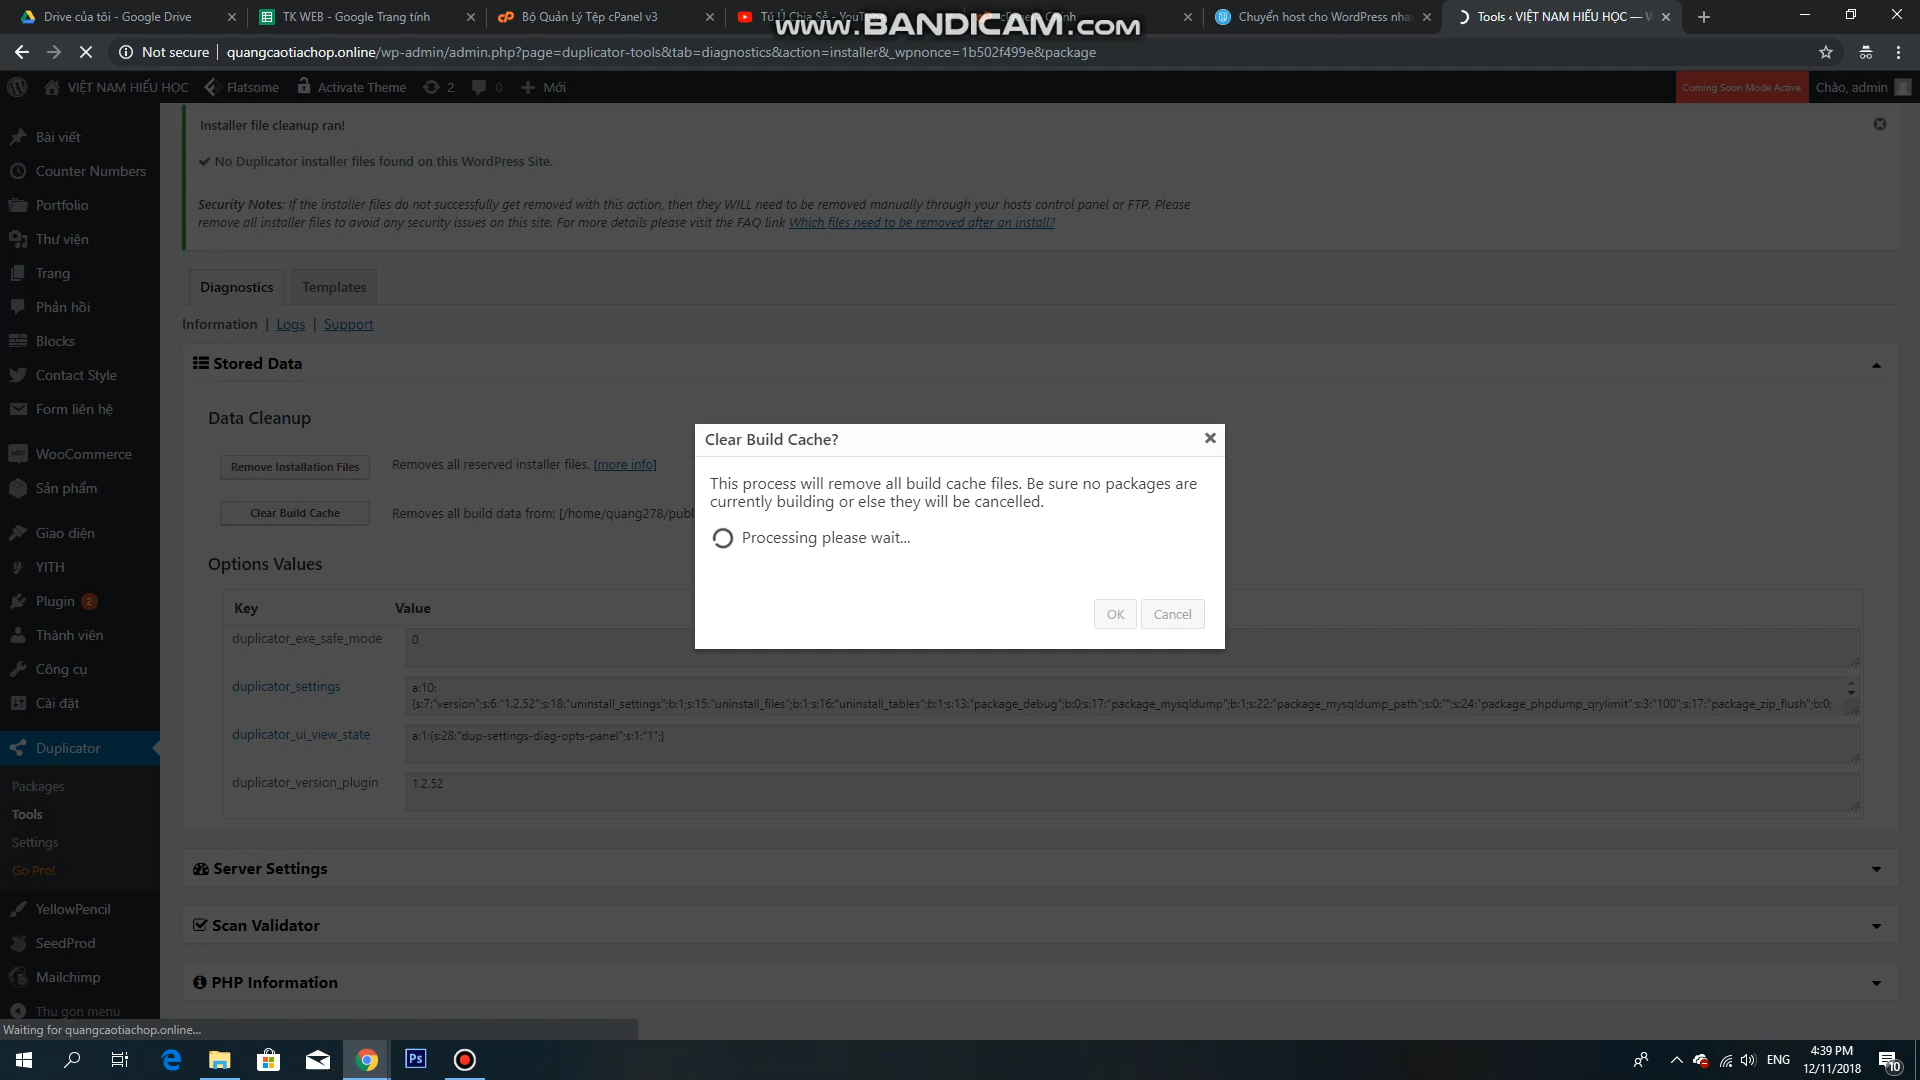 Drive của tôi - Google Drive
TK WEB - Google Trang tính
Bộ Quản Lý Tệp cPanel v3
Tú Ú Chia Sẻ - YouTube
Chuyển host cho WordPress nha
Tools ‹ VIỆT NAM HIẾU HỌC — W
www.BANDICAM.com
Not secure
quangcaotiachop.online/wp-admin/admin.php?page=duplicator-tools&tab=diagnostics&action=installer&_wpnonce=1b502f499e&package
VIỆT NAM HIẾU HỌC
Flatsome
Activate Theme
2
0
Mới
Coming Soon Mode Active
Chào, admin
Bài viết
Counter Numbers
Portfolio
Thư viện
Trang
Phản hồi
Blocks
Contact Style
Form liên hệ
WooCommerce
Sản phẩm
Giao diện
YITH
Plugin 2
Thành viên
Công cụ
Cài đặt
Duplicator
Packages
Tools
Settings
Go Pro!
YellowPencil
SeedProd
Mailchimp
Thu gọn menu
Installer file cleanup ran!
No Duplicator installer files found on this WordPress Site.
Security Notes: If the installer files do not successfully get removed with this action, then they WILL need to be removed manually through your hosts control panel or FTP. Please
remove all installer files to avoid any security issues on this site. For more details please visit the FAQ link Which files need to be removed after an install?
Diagnostics
Templates
Information | Logs | Support
Stored Data
Data Cleanup
Remove Installation Files
Removes all reserved installer files. [more info]
Clear Build Cache
Removes all build data from: [/home/quang278/publ
Options Values
Key
Value
duplicator_exe_safe_mode
0
duplicator_settings
a:10:
{s:7:"version";s:6:"1.2.52";s:18:"uninstall_settings";b:1;s:15:"uninstall_files";b:1;s:16:"uninstall_tables";b:1;s:13:"package_debug";b:0;s:17:"package_mysqldump";b:1;s:22:"package_mysqldump_path";s:0:"";s:24:"package_phpdump_qrylimit";s:3:"100";s:17:"package_zip_flush";b:0;
duplicator_ui_view_state
a:1:{s:28:"dup-settings-diag-opts-panel";s:1:"1";}
duplicator_version_plugin
1.2.52
Server Settings
Scan Validator
PHP Information
Clear Build Cache?
This process will remove all build cache files. Be sure no packages are
currently building or else they will be cancelled.
Processing please wait...
OK
Cancel
Waiting for quangcaotiachop.online...
Ps
ENG
4:39 PM
12/11/2018
10